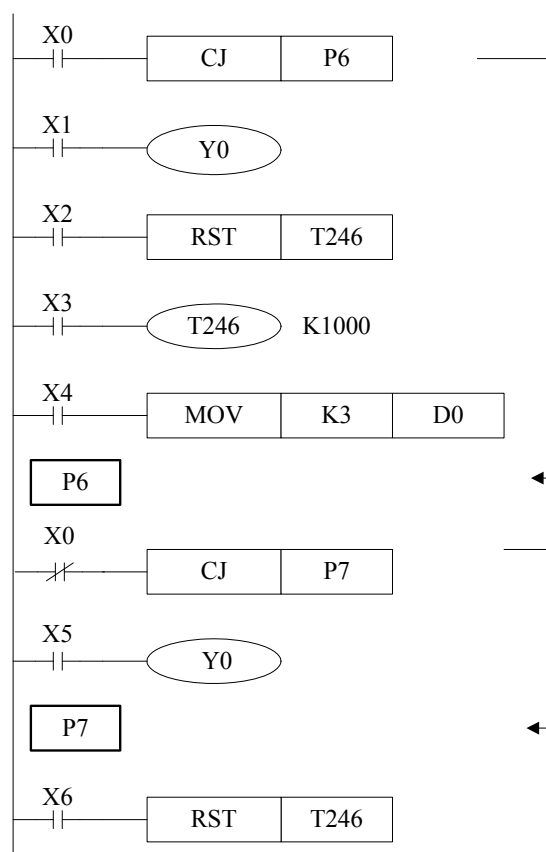 X0
CJ P6
X1
Y0
X2
RST T246
X3
T246 K1000
X4
MOV K3 D0
P6
X0
CJ P7
X5
Y0
P7
X6
RST T246